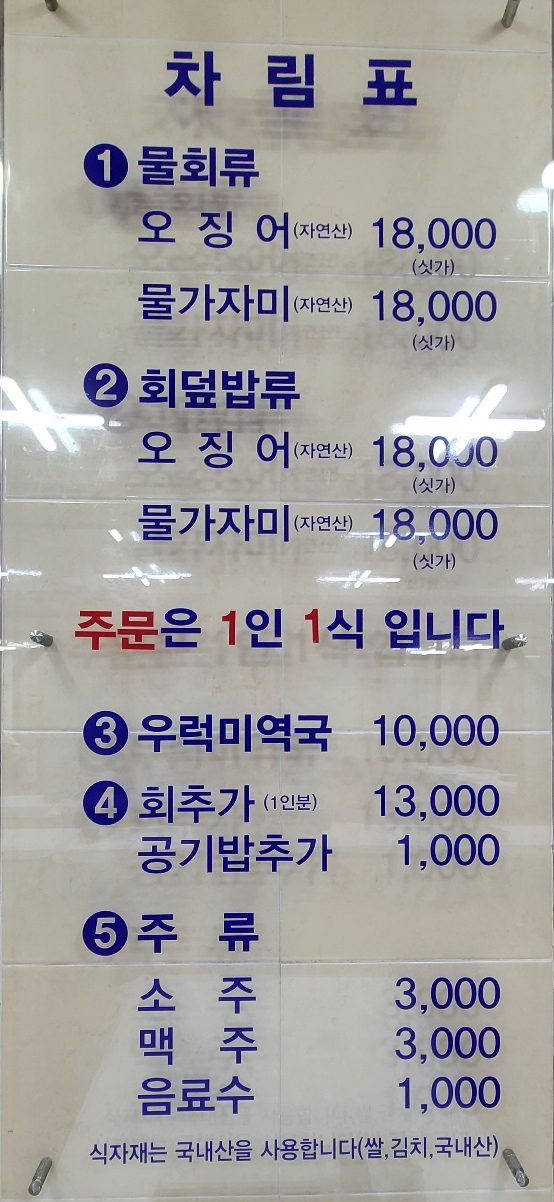 차림표
❶ 물회류
오징어(자연산) 18,000
(싯가)
물가자미(자연산) 18,000
(싯가)
❷ 회덮밥류
오징어(자연산) 18,000
(싯가)
물가자미(자연산) 18,000
(싯가)
주문은 1인 1식 입니다
❸ 우럭미역국 10,000
❹ 회추가 (1인분) 13,000
공기밥추가 1,000
❺ 주류
소주 3,000
맥주 3,000
음료수 1,000
식자재는 국내산을 사용합니다(쌀,김치,국내산)